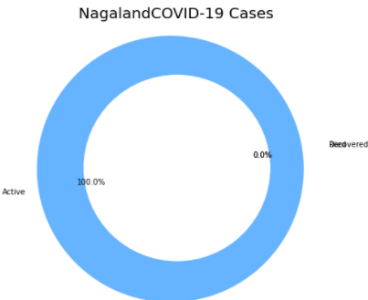 NagalandCOVID-19 Cases
Recovered
0.0%
100.0%
Active